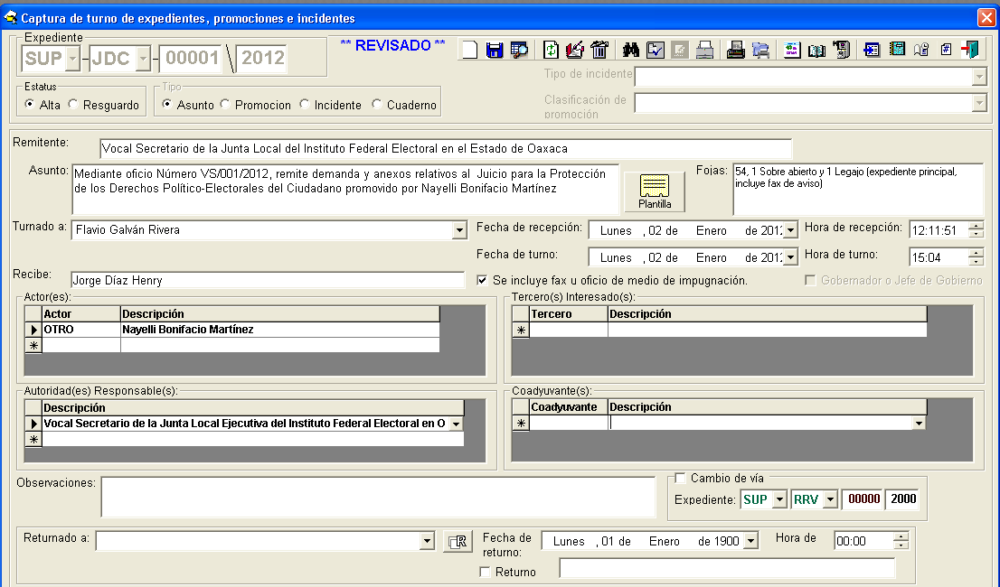 Captura de turno de expedientes, promociones e incidentes
Expediente
SUP - JDC - 00001 \ 2012
** REVISADO **
Estatus
Alta Resguardo
Tipo
Asunto Promocion Incidente Cuaderno
Tipo de incidente
Clasificación de
promoción
Remitente: Vocal Secretario de la Junta Local del Instituto Federal Electoral en el Estado de Oaxaca
Asunto: Mediante oficio Número VS/001/2012, remite demanda y anexos relativos al Juicio para la Protección
de los Derechos Político-Electorales del Ciudadano promovido por Nayelli Bonifacio Martínez
Plantilla
Fojas: 54, 1 Sobre abierto y 1 Legajo (expediente principal,
incluye fax de aviso)
Turnado a: Flavio Galván Rivera
Fecha de recepción: Lunes , 02 de Enero de 201
Hora de recepción: 12:11:51
Fecha de turno: Lunes , 02 de Enero de 201
Hora de turno: 15:04
Recibe: Jorge Díaz Henry
Se incluye fax u oficio de medio de impugnación.
Gobernador o Jefe de Gobierno
Actor(es):
Actor Descripción
OTRO Nayelli Bonifacio Martínez
Tercero(s) Interesado(s):
Tercero Descripción
Autoridad(es) Responsable(s):
Descripción
Vocal Secretario de la Junta Local Ejecutiva del Instituto Federal Electoral en O
Coadyuvante(s):
Coadyuvante Descripción
Observaciones:
Cambio de vía
Expediente: SUP RRV 00000 2000
Returnado a:
R
Fecha de
returno:
Lunes , 01 de Enero de 1900
Hora de 00:00
Returno